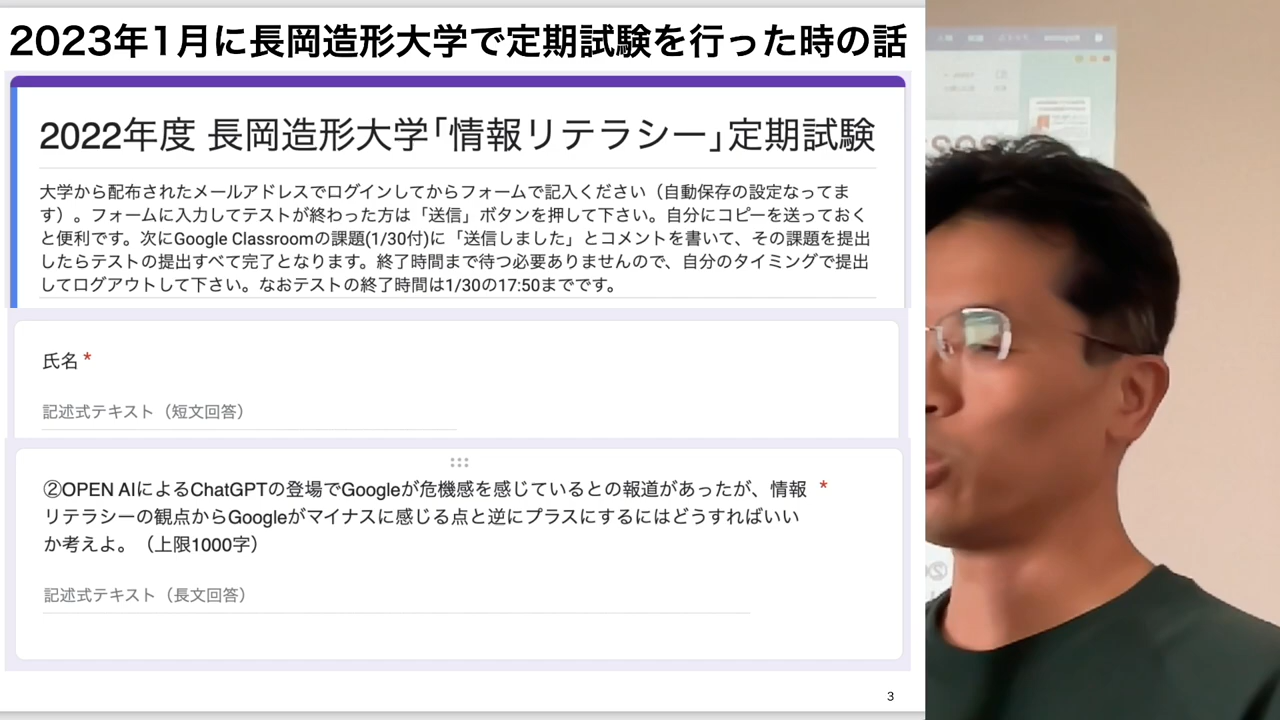 2023年1月に長岡造形大学で定期試験を行った時の話
2022年度 長岡造形大学「情報リテラシー」定期試験
大学から配布されたメールアドレスでログインしてからフォームで記入ください（自動保存の設定なってま
す）。フォームに入力してテストが終わった方は「送信」ボタンを押して下さい。自分にコピーを送っておく
と便利です。次にGoogle Classroomの課題(1/30付)に「送信しました」とコメントを書いて、その課題を提出
したらテストの提出すべて完了となります。終了時間まで待つ必要ありませんので、自分のタイミングで提出
してログアウトして下さい。なおテストの終了時間は1/30の17:50までです。
氏名 *
記述式テキスト（短文回答）
②OPEN AIによるChatGPTの登場でGoogleが危機感を感じているとの報道があったが、情報 *
リテラシーの観点からGoogleがマイナスに感じる点と逆にプラスにするにはどうすればいい
か考えよ。（上限1000字）
記述式テキスト（長文回答）
3